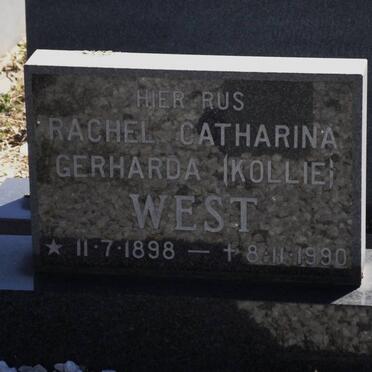 HIER RUS
RACHEL CATHARINA
GERHARDA (KOLLIE)
WEST
★ 11·7·1898 — ✝ 8·11·1990